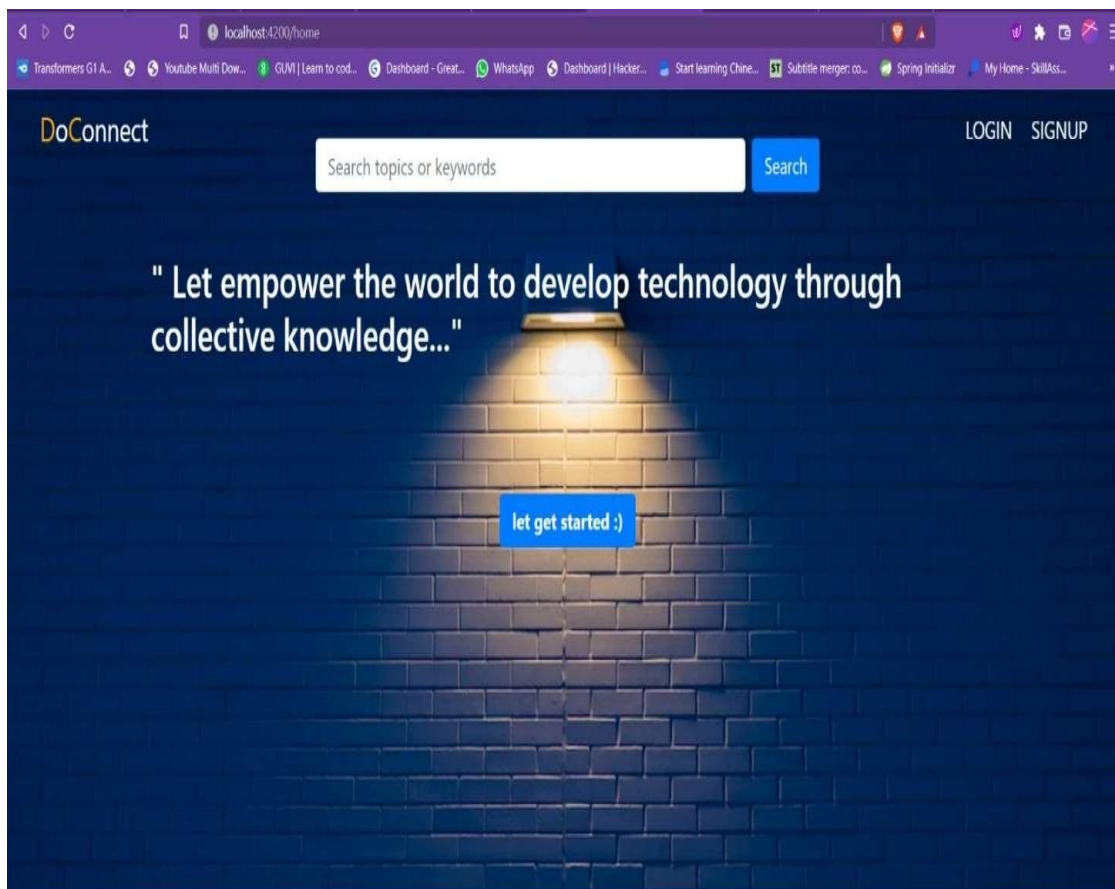 localhost:4200/home
Transformers G1 A... Youtube Multi Dow... GUVI | Learn to cod... Dashboard - Great... WhatsApp Dashboard | Hacker... Start learning Chine... ST Subtitle merger: co... Spring Initializr My Home - SkillAss... »
DoConnect
LOGIN SIGNUP
Search topics or keywords Search
" Let empower the world to develop technology through
collective knowledge..."
let get started :)